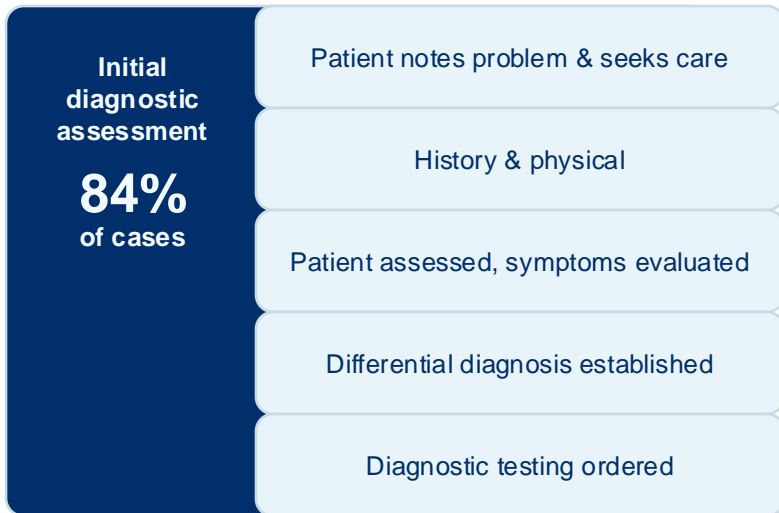 Initial
diagnostic
assessment
84%
of cases
Patient notes problem & seeks care
History & physical
Patient assessed, symptoms evaluated
Differential diagnosis established
Diagnostic testing ordered